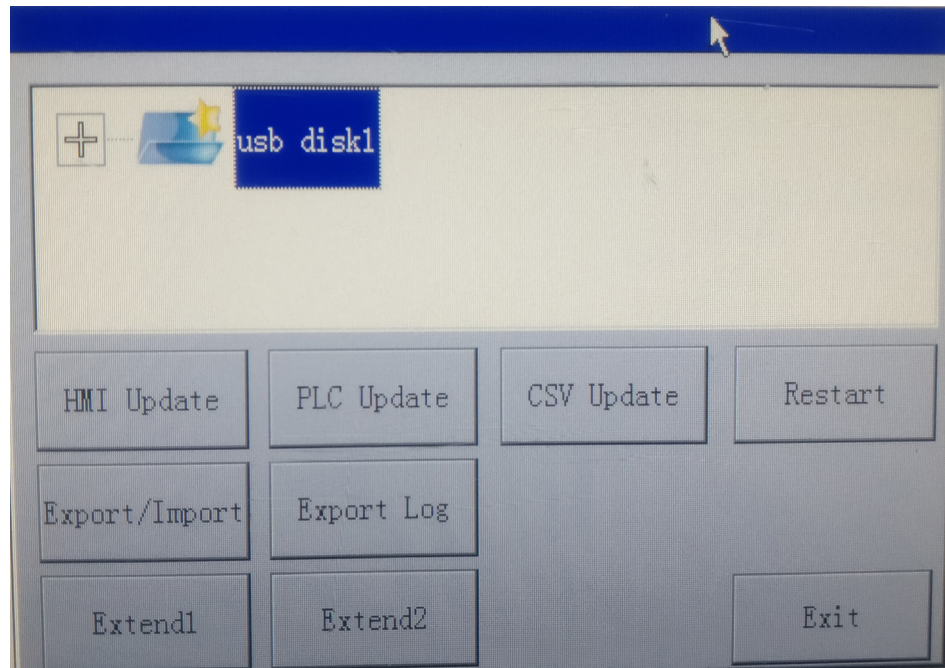 usb disk1
HMI Update
PLC Update
CSV Update
Restart
Export/Import
Export Log
Extend1
Extend2
Exit